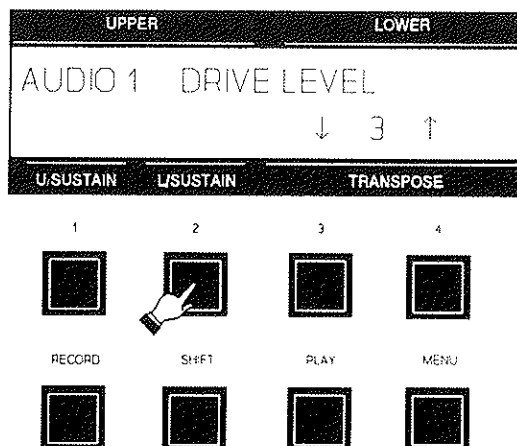 UPPER LOWER
AUDIO 1 DRIVE LEVEL
↓ 3 ↑
U/SUSTAIN L/SUSTAIN TRANSPOSE
1 2 3 4
RECORD SHIFT PLAY MENU